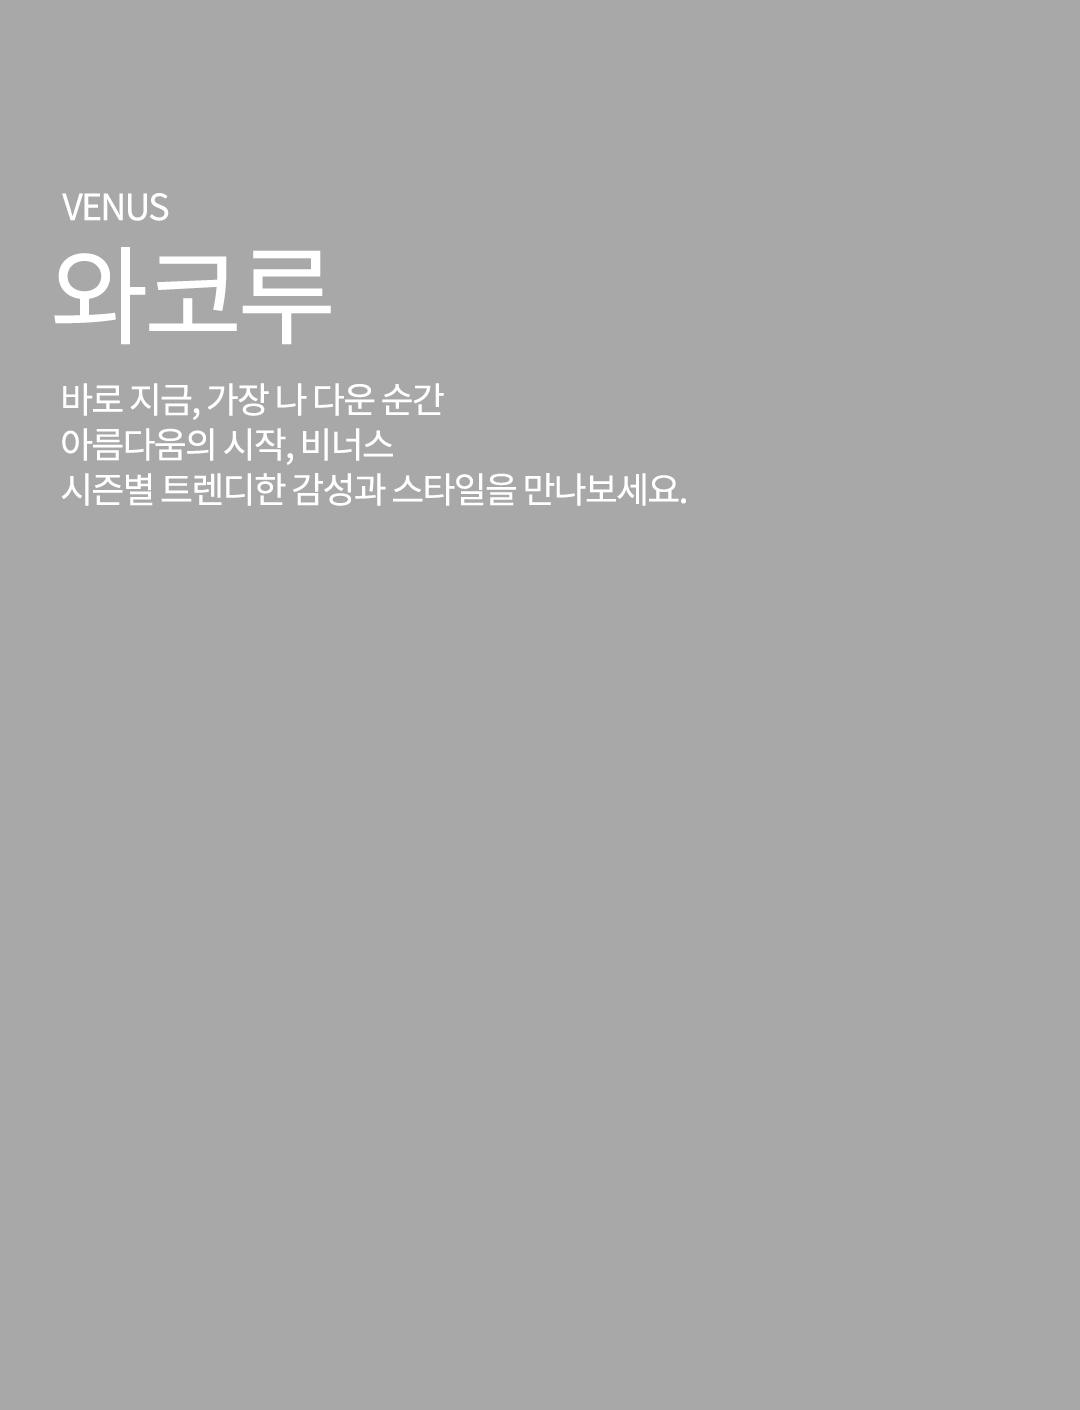 VENUS
와코루
바로 지금, 가장 나 다운 순간
아름다움의 시작, 비너스
시즌별 트렌디한 감성과 스타일을 만나보세요.